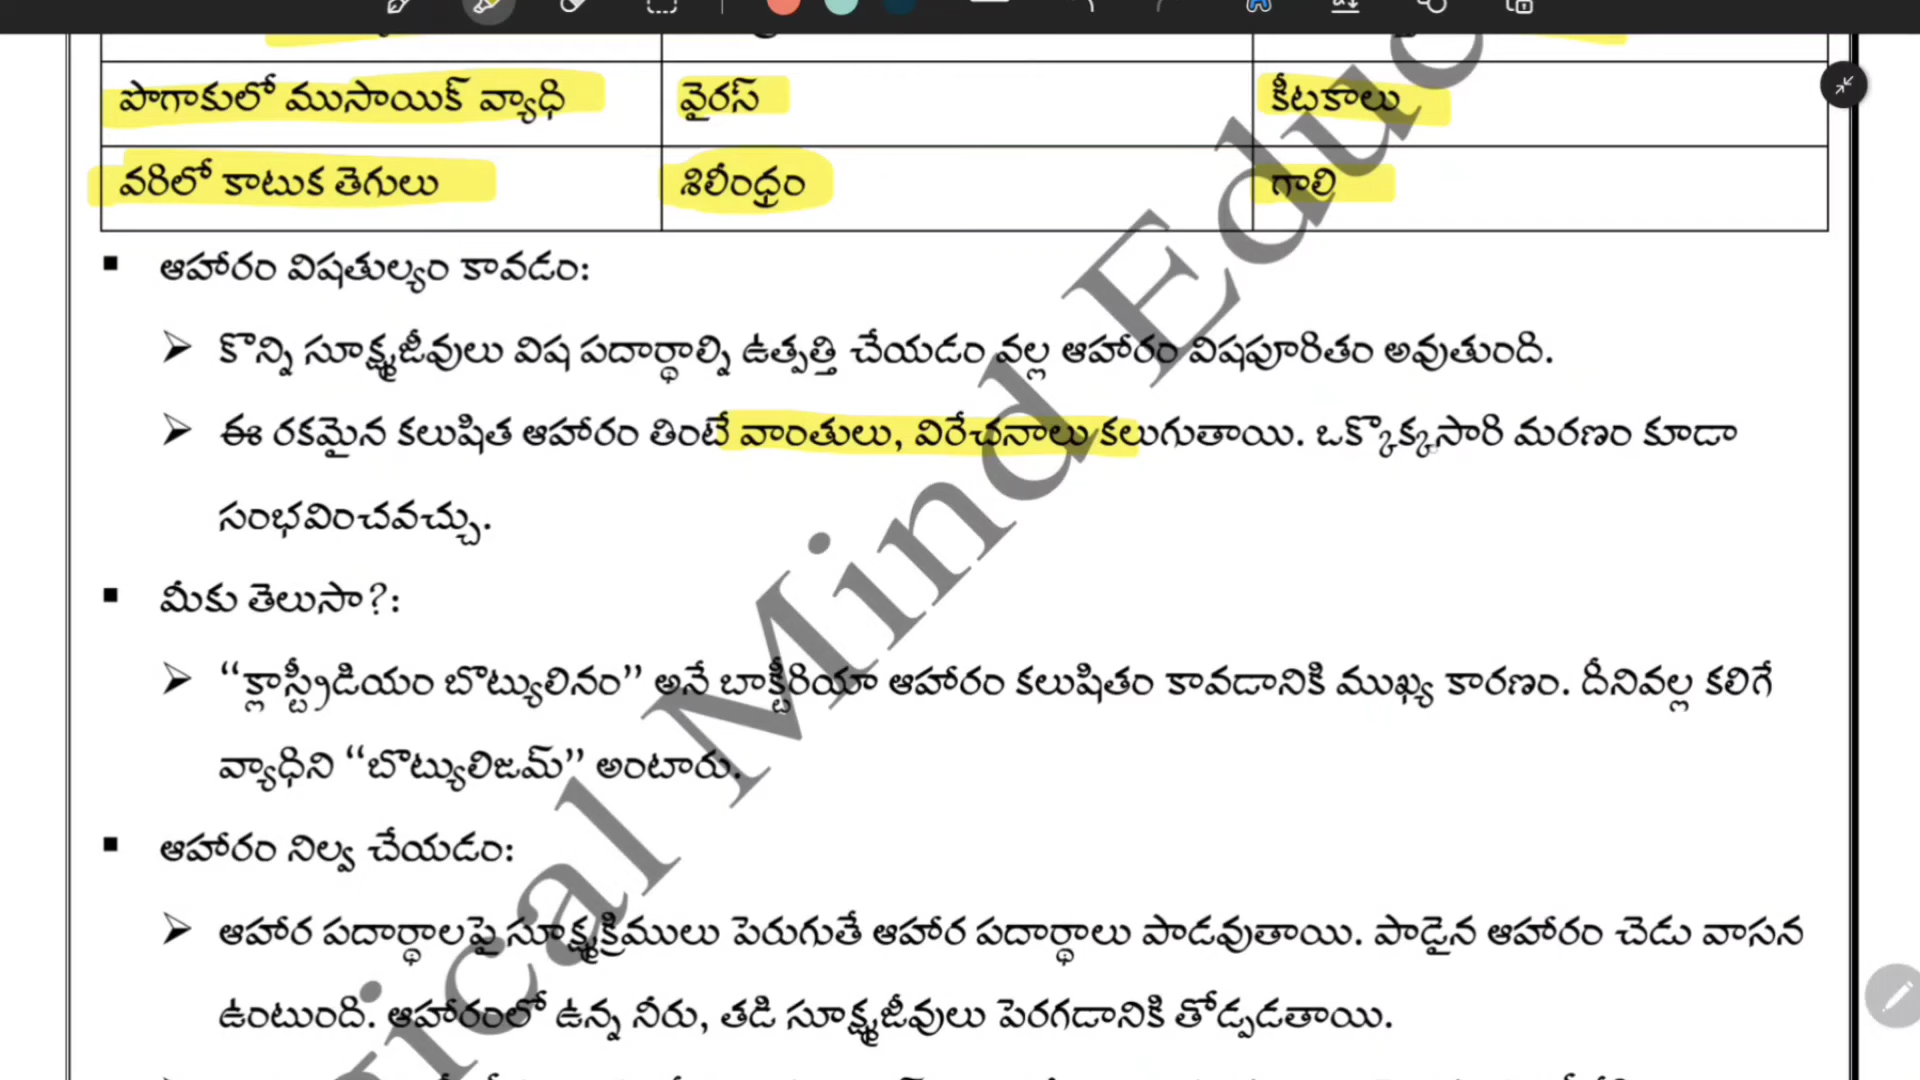 పొగాకులో ముసాయిక్ వ్యాధి వైరస్ కీటకాలు
వరిలో కాటుక తెగులు శిలీంధ్రం గాలి
▪ ఆహారం విషతుల్యం కావడం:
➢ కొన్ని సూక్ష్మజీవులు విష పదార్థాల్ని ఉత్పత్తి చేయడం వల్ల ఆహారం విషపూరితం అవుతుంది.
➢ ఈ రకమైన కలుషిత ఆహారం తింటే వాంతులు, విరేచనాలు కలుగుతాయి. ఒక్కొక్కసారి మరణం కూడా
సంభవించవచ్చు.
▪ మీకు తెలుసా?:
➢ “క్లాస్ట్రీడియం బొట్యులినం” అనే బాక్టీరియా ఆహారం కలుషితం కావడానికి ముఖ్య కారణం. దీనివల్ల కలిగే
వ్యాధిని “బొట్యులిజమ్” అంటారు.
▪ ఆహారం నిల్వ చేయడం:
➢ ఆహార పదార్థాలపై సూక్ష్మక్రిములు పెరుగుతే ఆహార పదార్థాలు పాడవుతాయి. పాడైన ఆహారం చెడు వాసన
ఉంటుంది. ఆహారంలో ఉన్న నీరు, తడి సూక్ష్మజీవులు పెరగడానికి తోడ్పడతాయి.
gical Mind Educ